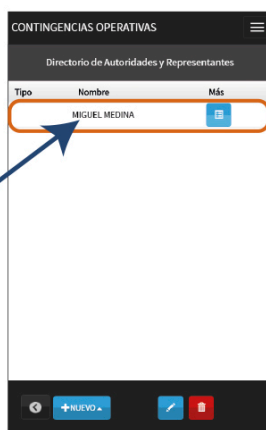 CONTINGENCIAS OPERATIVAS
Directorio de Autoridades y Representantes
Tipo Nombre Más
MIGUEL MEDINA
+NUEVO